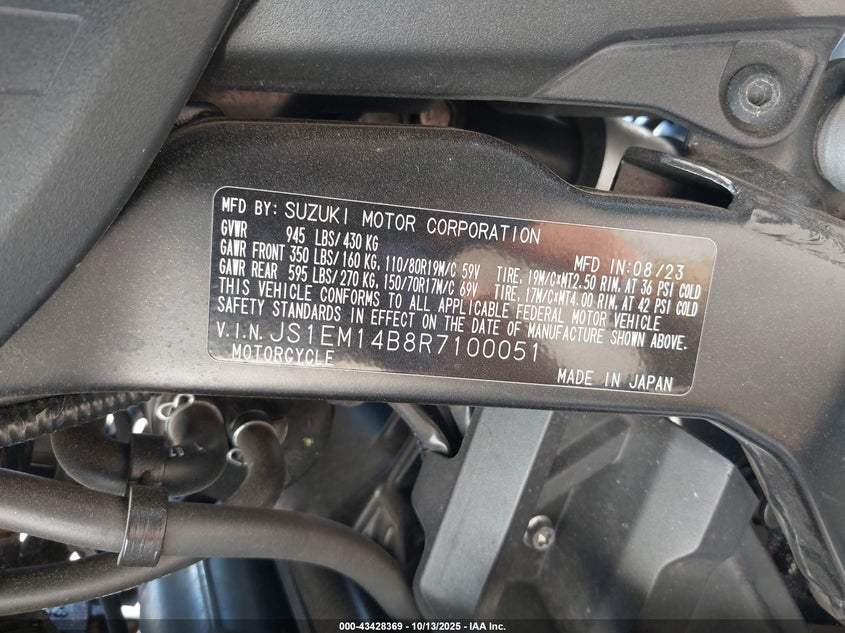 MFD BY: SUZUKI MOTOR CORPORATION
GVWR 945 LBS/430 KG MFD IN:08/23
GAWR FRONT 350 LBS/160 KG, 110/80R19M/C 59V TIRE, 19M/C×MT2.50 RIM, AT 36 PSI COLD
GAWR REAR 595 LBS/270 KG, 150/70R17M/C 69V TIRE, 17M/C×MT4.00 RIM, AT 42 PSI COLD
THIS VEHICLE CONFORMS TO ALL APPLICABLE FEDERAL MOTOR VEHICLE
SAFETY STANDARDS IN EFFECT ON THE DATE OF MANUFACTURE SHOWN ABOVE.
V.I.N. JS1EM14B8R7100051
MOTORCYCLE MADE IN JAPAN
000-43428369 - 10/13/2025 - IAA Inc.